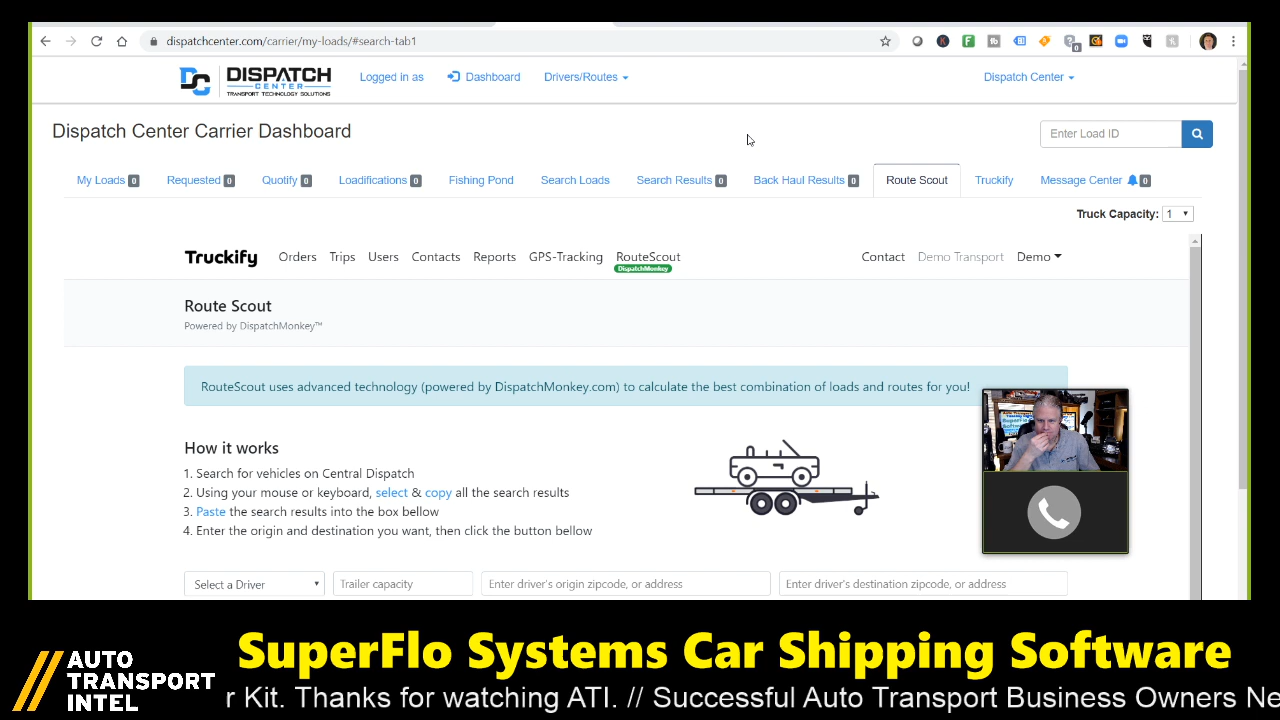 dispatchcenter.com/carrier/my-loads/#search-tab1
DC DISPATCH
CENTER
TRANSPORT TECHNOLOGY SOLUTIONS
Logged in as
Dashboard
Drivers/Routes
Dispatch Center
Dispatch Center Carrier Dashboard
Enter Load ID
My Loads 0
Requested 0
Quotify 0
Loadifications 0
Fishing Pond
Search Loads
Search Results 0
Back Haul Results 0
Route Scout
Truckify
Message Center 0
Truck Capacity: 1
Truckify
Orders
Trips
Users
Contacts
Reports
GPS-Tracking
RouteScout
DispatchMonkey
Contact
Demo Transport
Demo
Route Scout
Powered by DispatchMonkey™
RouteScout uses advanced technology (powered by DispatchMonkey.com) to calculate the best combination of loads and routes for you!
How it works
1. Search for vehicles on Central Dispatch
2. Using your mouse or keyboard, select & copy all the search results
3. Paste the search results into the box bellow
4. Enter the origin and destination you want, then click the button bellow
Select a Driver
Trailer capacity
Enter driver's origin zipcode, or address
Enter driver's destination zipcode, or address
AUTO
TRANSPORT
INTEL
SuperFlo Systems Car Shipping Software
r Kit. Thanks for watching ATI. // Successful Auto Transport Business Owners Ne